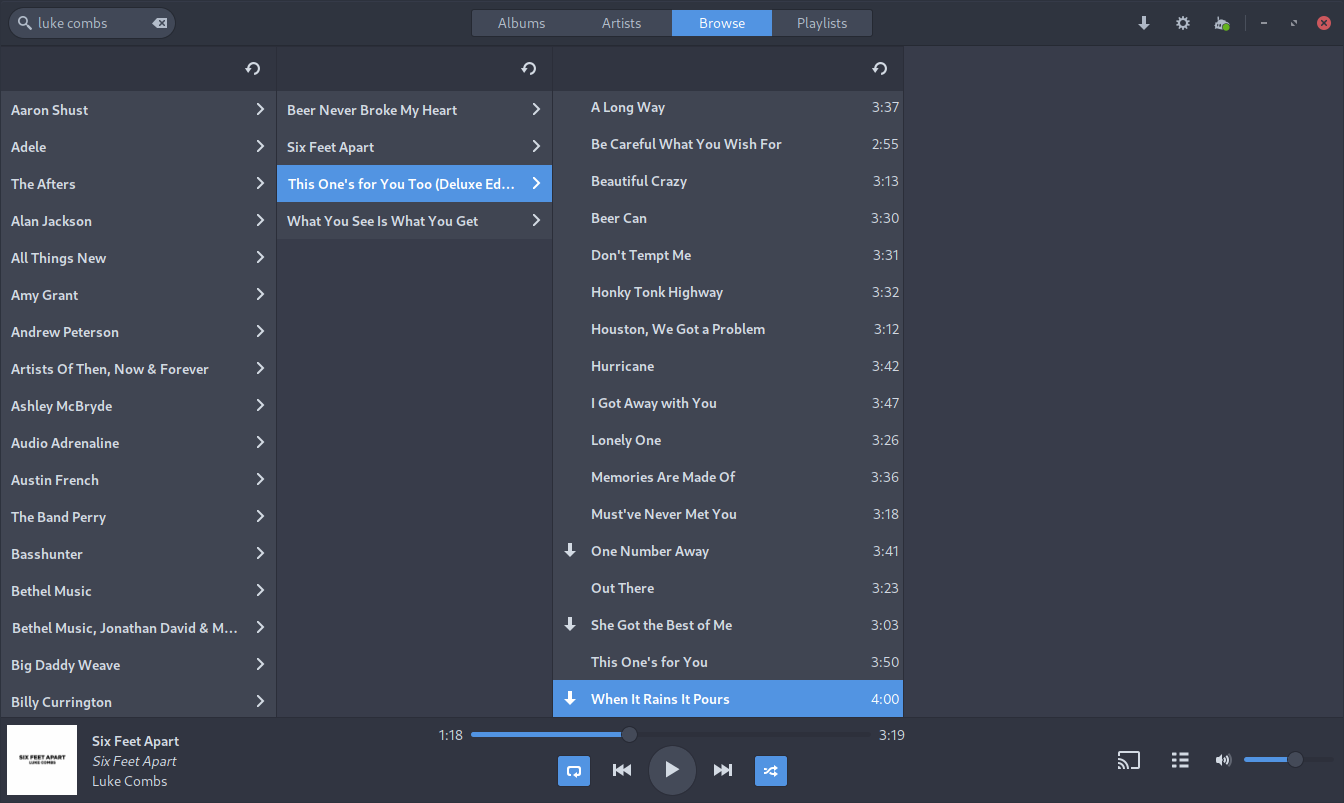 luke combs
Albums
Artists
Browse
Playlists
Aaron Shust
Adele
The Afters
Alan Jackson
All Things New
Amy Grant
Andrew Peterson
Artists Of Then, Now & Forever
Ashley McBryde
Audio Adrenaline
Austin French
The Band Perry
Basshunter
Bethel Music
Bethel Music, Jonathan David & M...
Big Daddy Weave
Billy Currington
Beer Never Broke My Heart
Six Feet Apart
This One's for You Too (Deluxe Ed...
What You See Is What You Get
A Long Way 3:37
Be Careful What You Wish For 2:55
Beautiful Crazy 3:13
Beer Can 3:30
Don't Tempt Me 3:31
Honky Tonk Highway 3:32
Houston, We Got a Problem 3:12
Hurricane 3:42
I Got Away with You 3:47
Lonely One 3:26
Memories Are Made Of 3:36
Must've Never Met You 3:18
One Number Away 3:41
Out There 3:23
She Got the Best of Me 3:03
This One's for You 3:50
When It Rains It Pours 4:00
SIX FEET APART
LUKE COMBS
Six Feet Apart
Six Feet Apart
Luke Combs
1:18
3:19